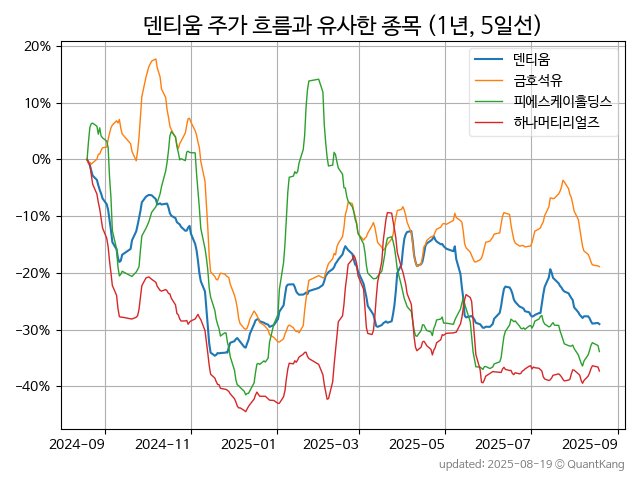 덴티움 주가 흐름과 유사한 종목 (1년, 5일선)
덴티움
금호석유
피에스케이홀딩스
하나머티리얼즈
20%
10%
0%
−10%
−20%
−30%
−40%
2024-09 2024-11 2025-01 2025-03 2025-05 2025-07 2025-09
updated: 2025-08-19 © QuantKang